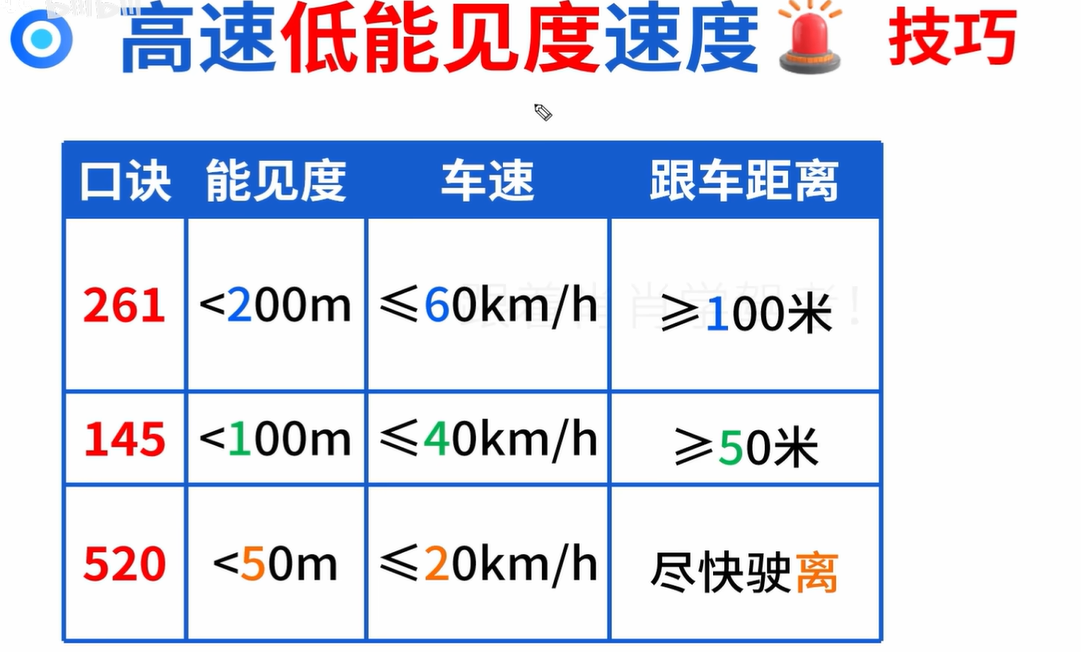 高速低能见度速度 技巧
口诀 能见度 车速 跟车距离
261 <200m ≤60km/h ≥100米
145 <100m ≤40km/h ≥50米
520 <50m ≤20km/h 尽快驶离